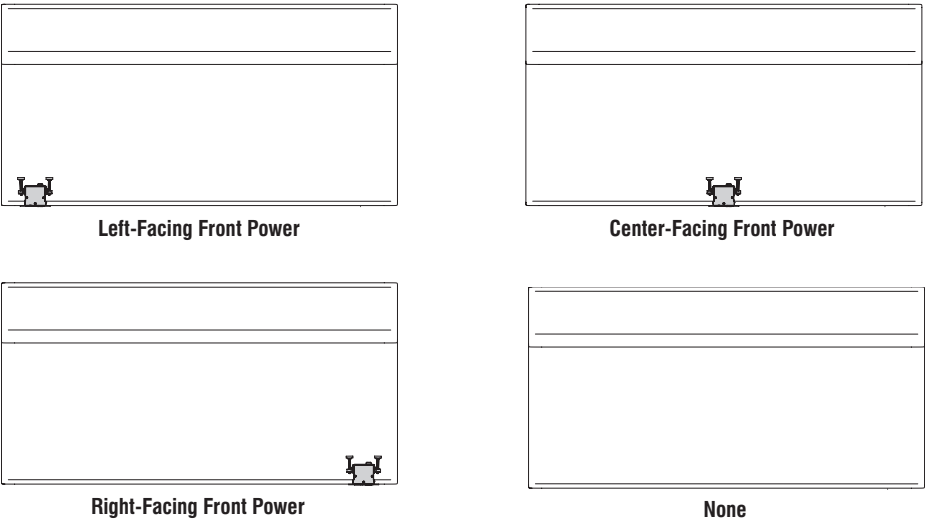 Left-Facing Front Power
Center-Facing Front Power
Right-Facing Front Power
None